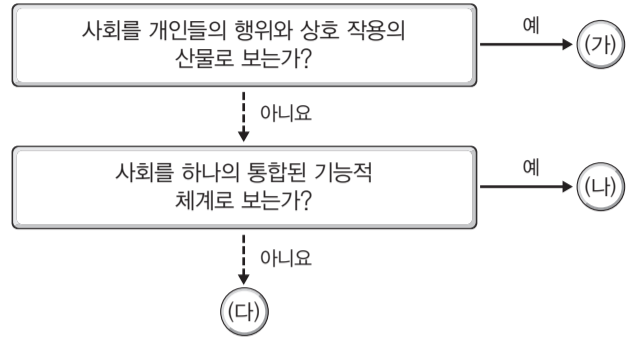 사회를 개인들의 행위와 상호 작용의
산물로 보는가?
예
(가)
아니요
사회를 하나의 통합된 기능적
체계로 보는가?
예
(나)
아니요
(다)